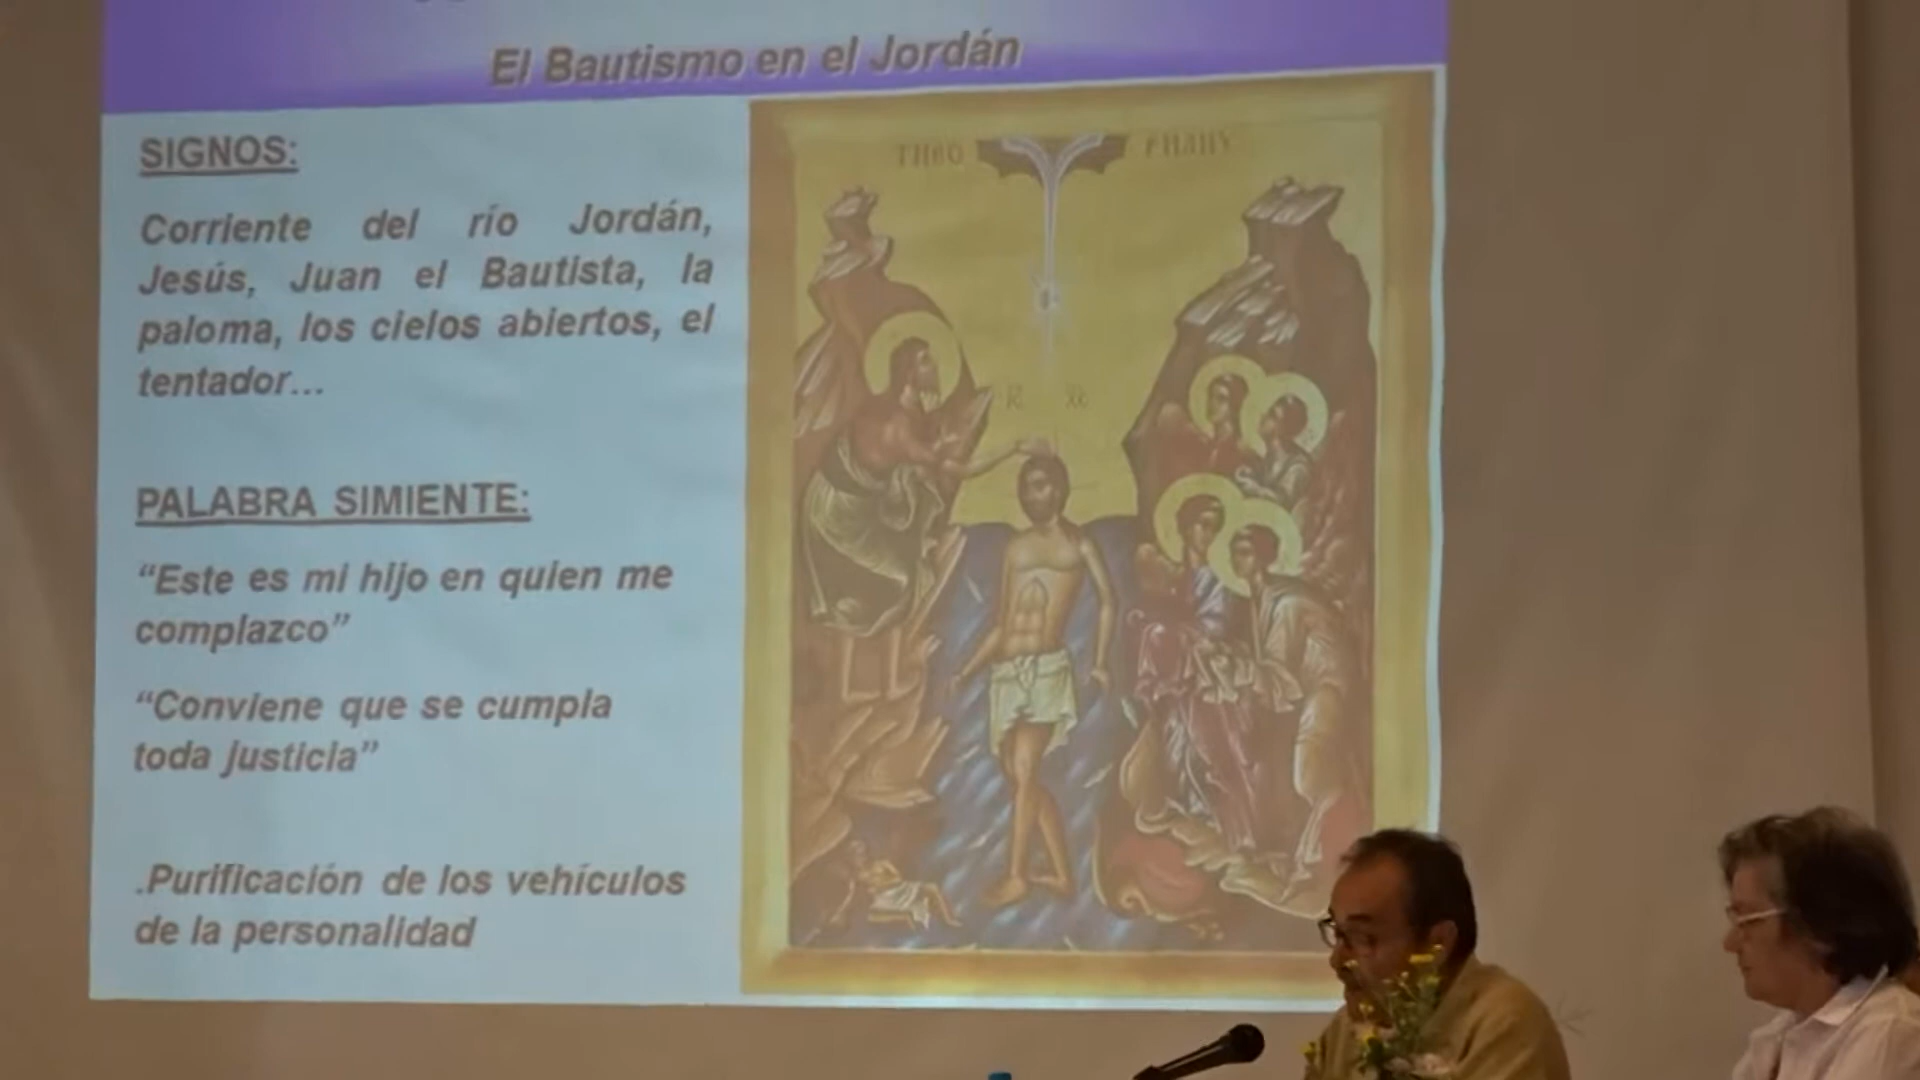 El Bautismo en el Jordán
SIGNOS:
Corriente del río Jordán,
Jesús, Juan el Bautista, la
paloma, los cielos abiertos, el
tentador...
PALABRA SIMIENTE:
“Este es mi hijo en quien me
complazco”
“Conviene que se cumpla
toda justicia”
.Purificación de los vehículos
de la personalidad
THEO PHANY